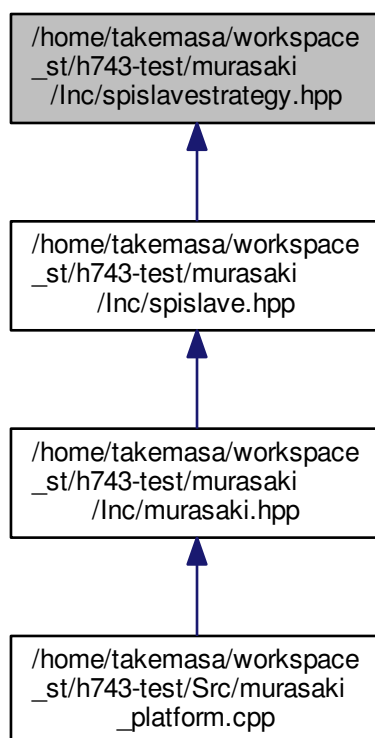 /home/takemasa/workspace
_st/h743-test/murasaki
/Inc/spislavestrategy.hpp
/home/takemasa/workspace
_st/h743-test/murasaki
/Inc/spislave.hpp
/home/takemasa/workspace
_st/h743-test/murasaki
/Inc/murasaki.hpp
/home/takemasa/workspace
_st/h743-test/Src/murasaki
_platform.cpp